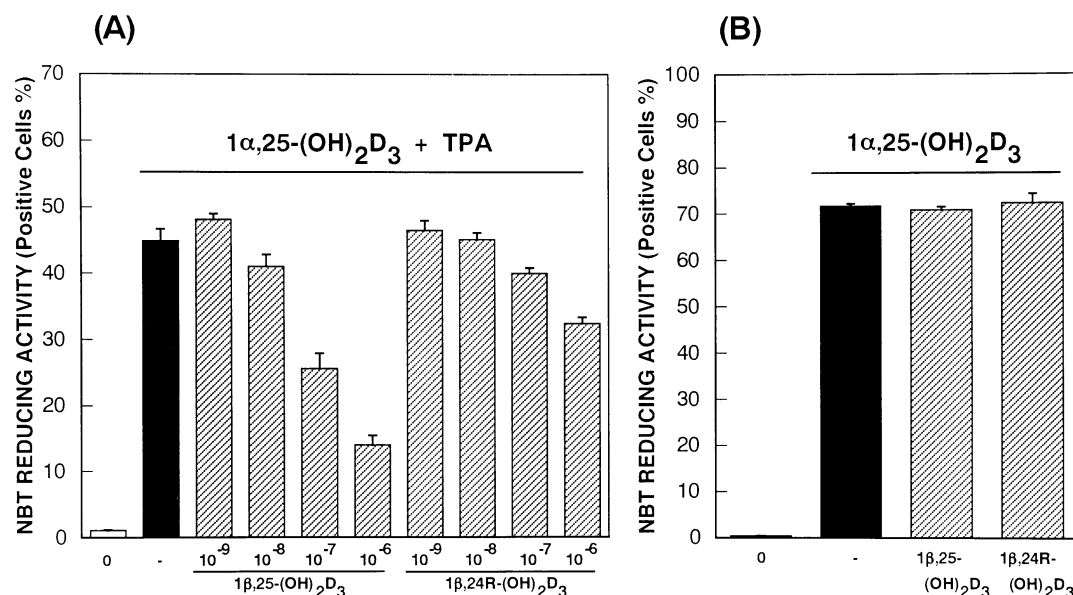 (A)
NBT REDUCING ACTIVITY (Positive Cells %)
70
60
50
40
30
20
10
0
1α,25-(OH)2D3 + TPA
0 - 10-9 10-8 10-7 10-6 10-9 10-8 10-7 10-6
1β,25-(OH)2D3 1β,24R-(OH)2D3
(B)
NBT REDUCING ACTIVITY (Positive Cells %)
100
90
80
70
60
50
40
30
20
10
0
1α,25-(OH)2D3
0 - 1β,25- 1β,24R-
(OH)2D3 (OH)2D3